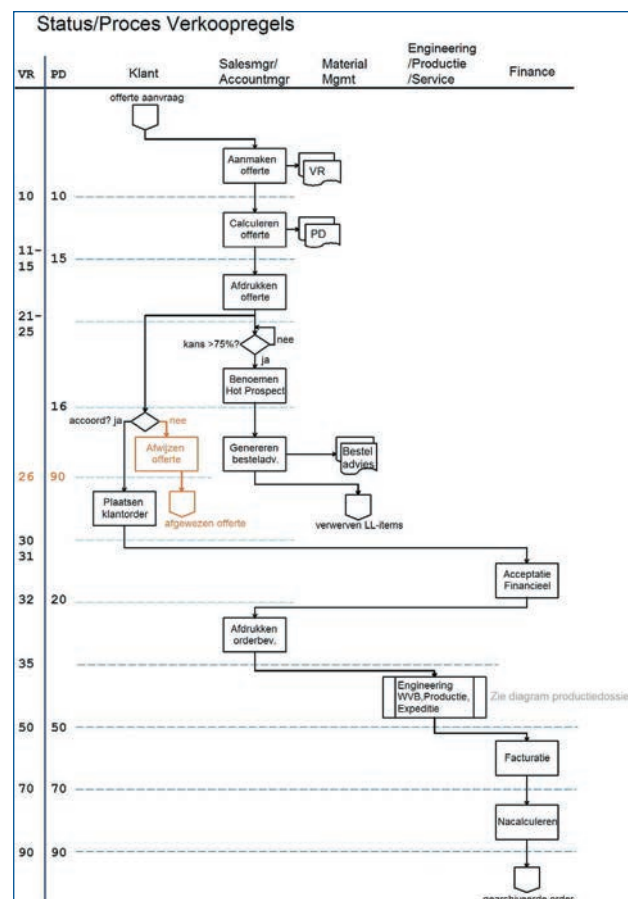 Status/Proces Verkoopregels
VR PD Klant Salesmgr/ Accountmgr Material Mgmt Engineering /Productie /Service Finance
offerte aanvraag
Aanmaken
offerte
VR
10 10
Calculeren
offerte
PD
11-
15 15
Afdrukken
offerte
21-
25
kans >75%? nee
ja
Benoemen
Hot Prospect
16
accoord? ja nee
Afwijzen
offerte
Genereren
besteladv.
Bestel
advies
26 90
Plaatsen
klantorder
afgewezen offerte
verwerven LL-items
30
31
Acceptatie
Financieel
32 20
Afdrukken
orderbev.
35
Engineering
WVB,Productie,
Expeditie
Zie diagram productiedossie
50 50
Facturatie
70 70
Nacalculeren
90 90